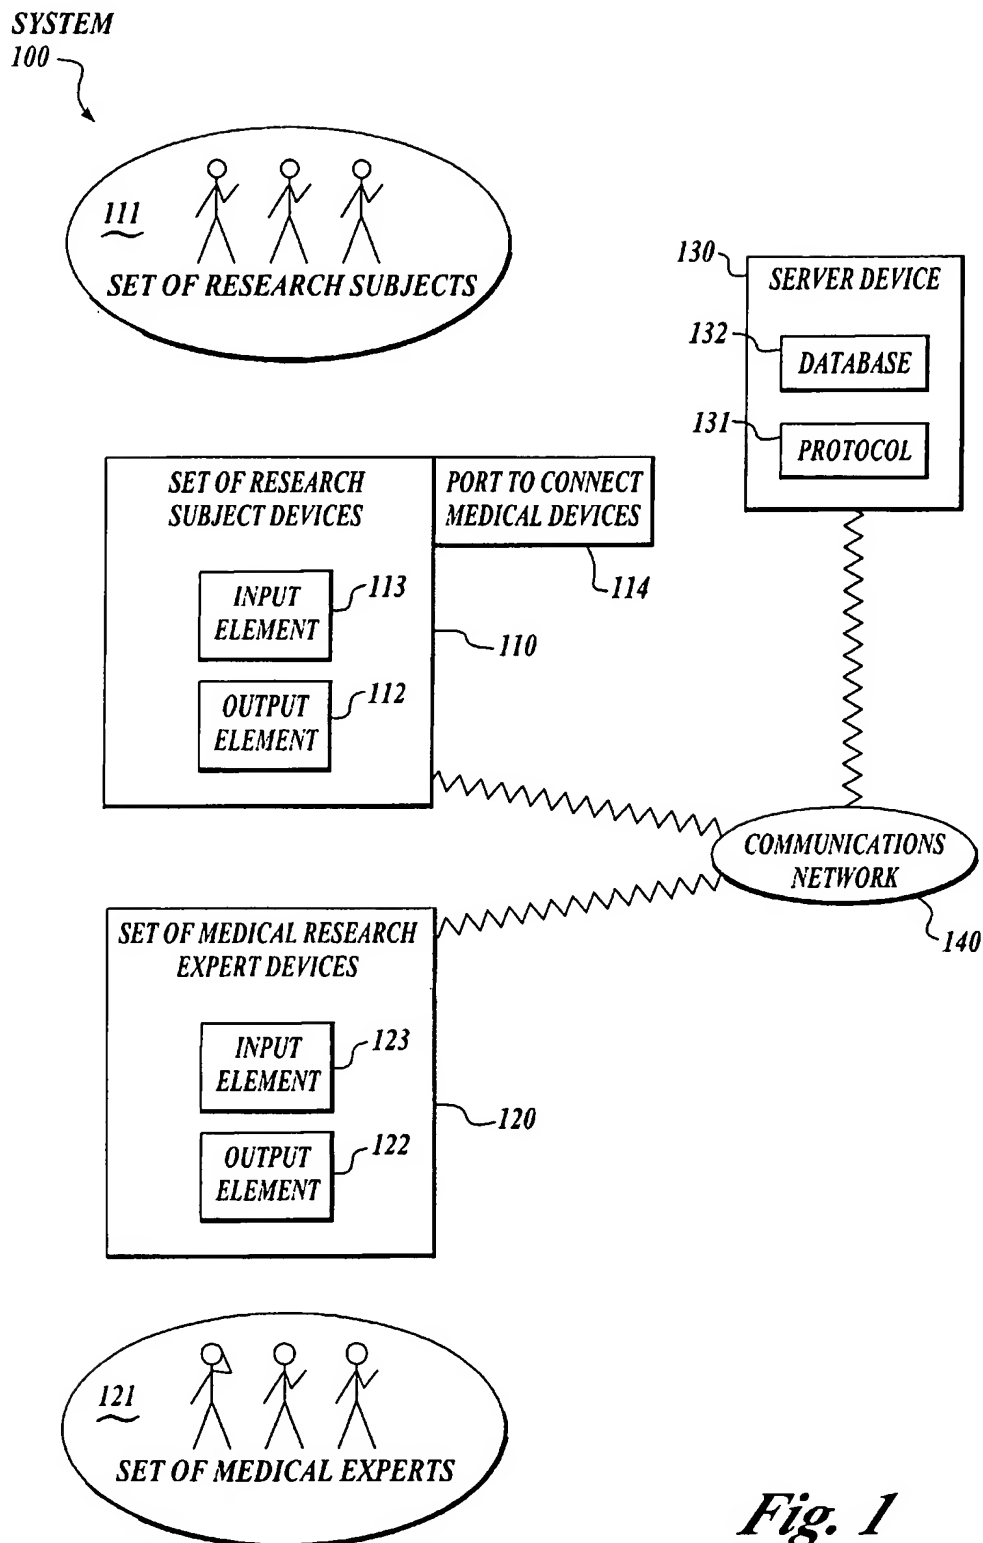 SYSTEM
100
111
SET OF RESEARCH SUBJECTS
130
SERVER DEVICE
132
DATABASE
131
PROTOCOL
SET OF RESEARCH
SUBJECT DEVICES
PORT TO CONNECT
MEDICAL DEVICES
114
INPUT
ELEMENT
113
110
OUTPUT
ELEMENT
112
COMMUNICATIONS
NETWORK
140
SET OF MEDICAL RESEARCH
EXPERT DEVICES
INPUT
ELEMENT
123
120
OUTPUT
ELEMENT
122
121
SET OF MEDICAL EXPERTS
Fig. 1